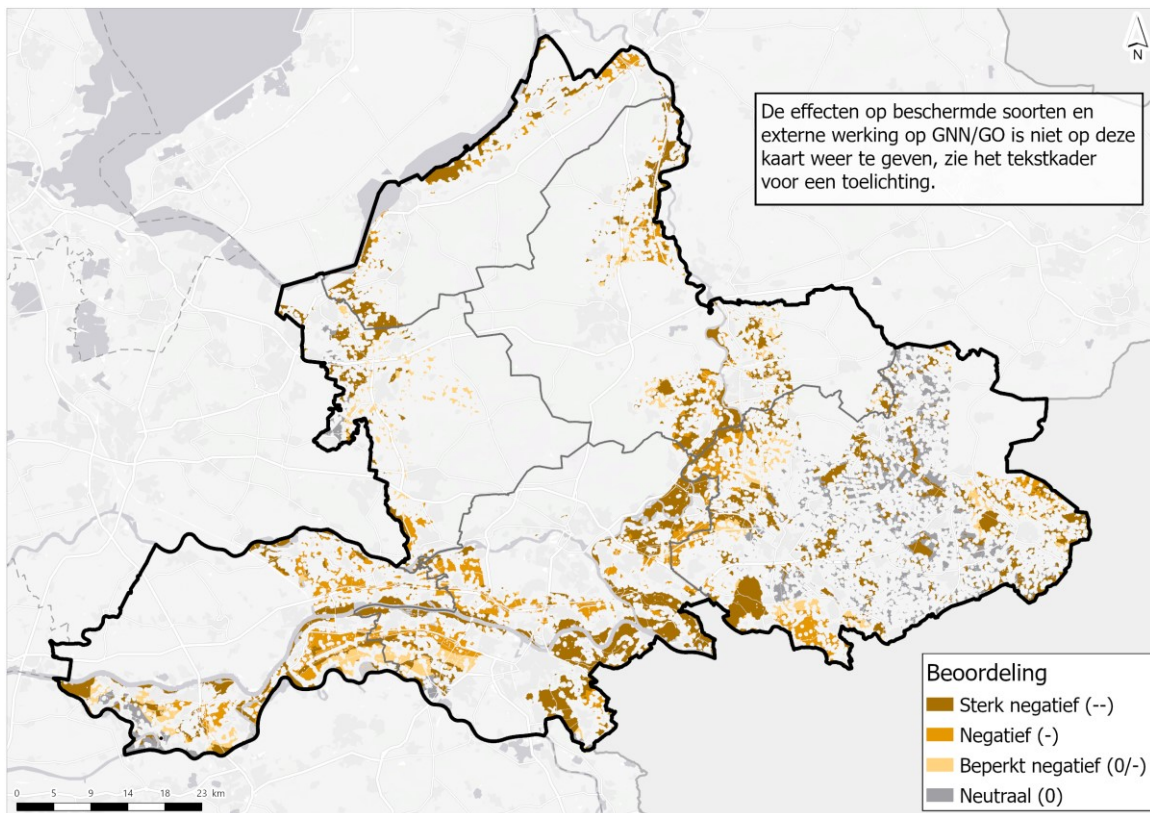 N
De effecten op beschermde soorten en
externe werking op GNN/GO is niet op deze
kaart weer te geven, zie het tekstkader
voor een toelichting.
Beoordeling
Sterk negatief (--)
Negatief (-)
Beperkt negatief (0/-)
Neutraal (0)
0 5 9 14 18 23 km